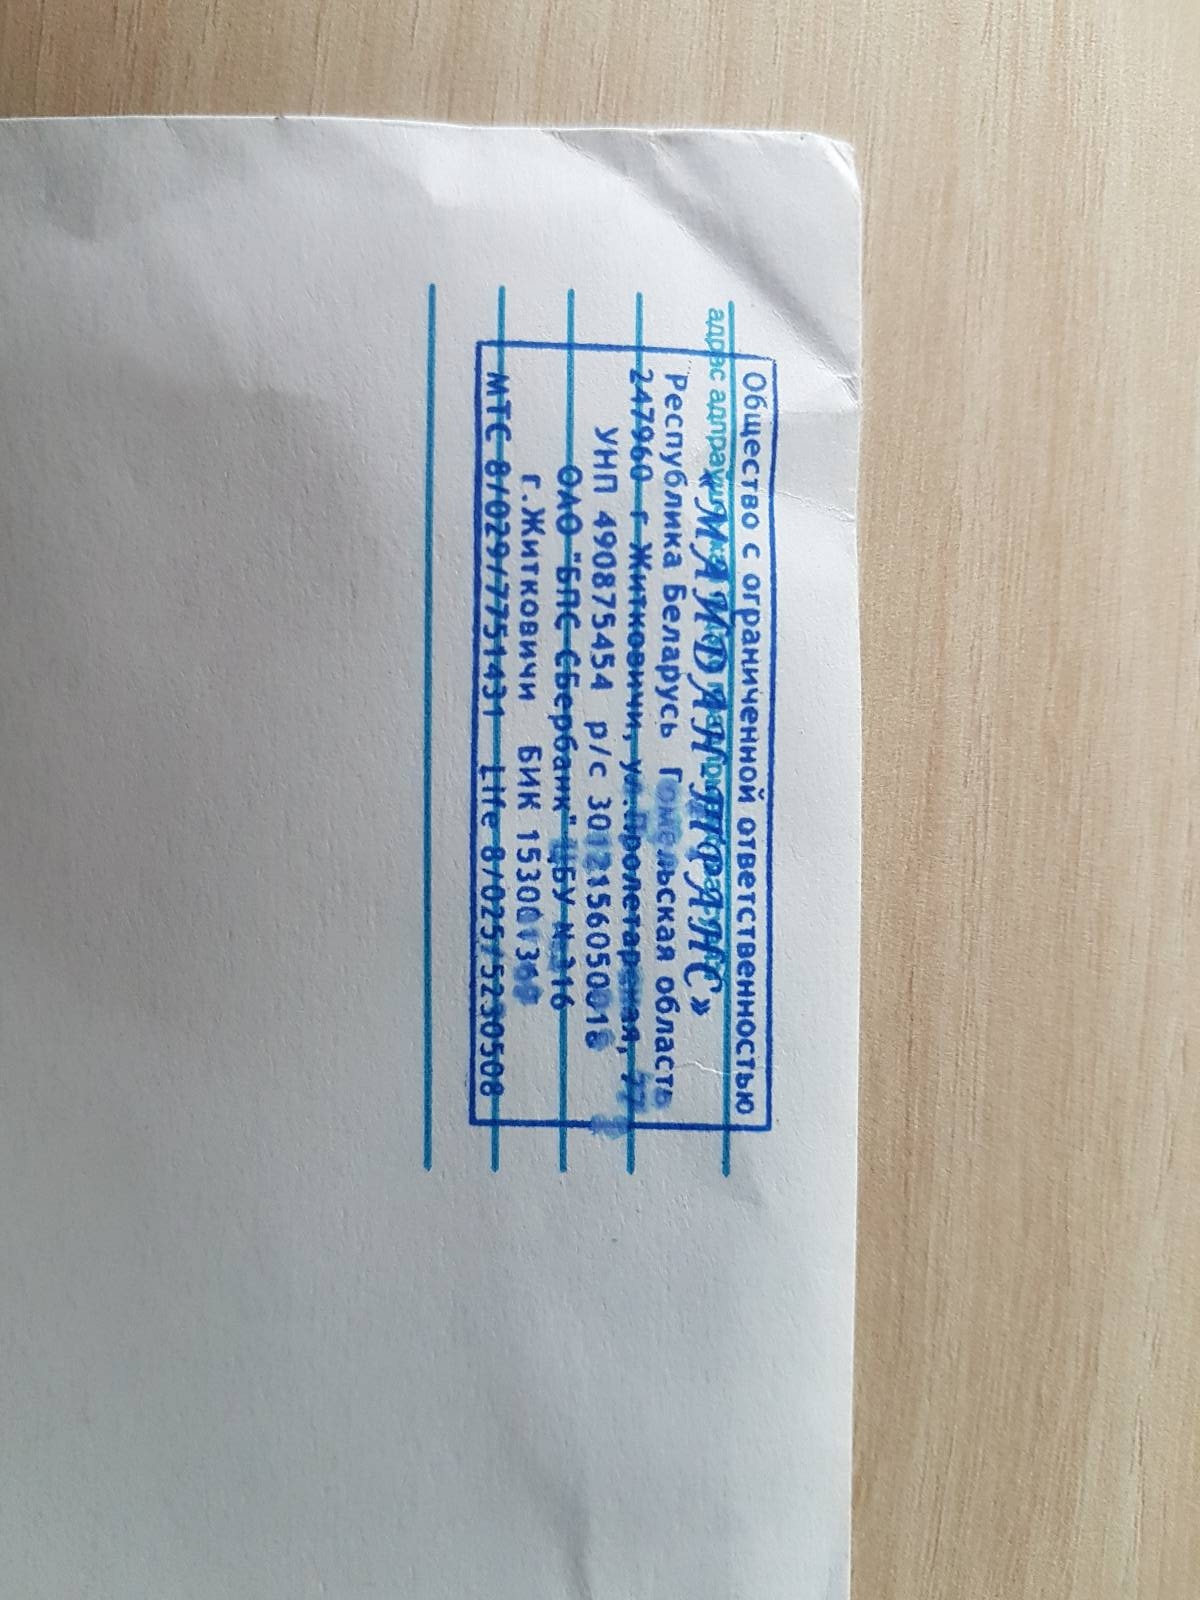 Общество с ограниченной ответственностью
«МАЙДАН ТРАНС»
адрес адпраўшчыка
Республика Беларусь Гомельская область
247960 г Житковичи, ул.Пролетарская, 77
УНП 490875454 р/с 3012156050018
ОАО "БПС Сбербанк" ЦБУ №316
г.Житковичи БИК 153001369
МТС 8/029/7751431 Life 8/025/5230508